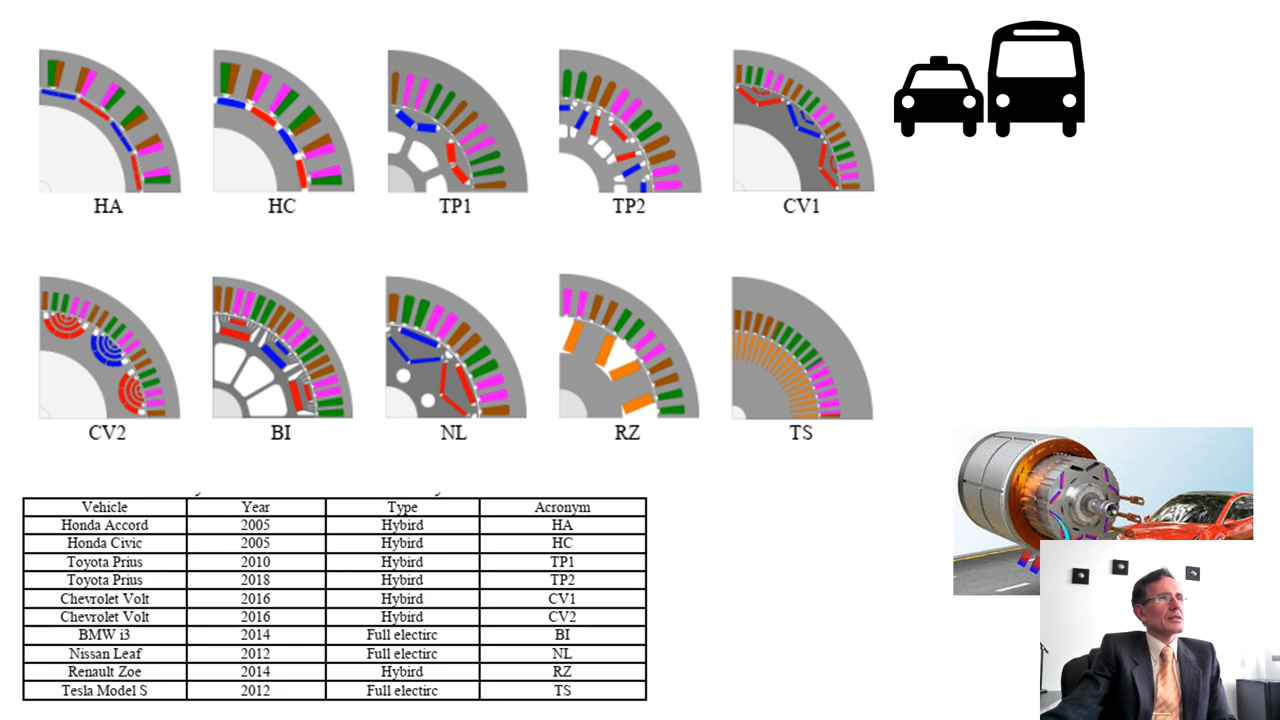 HA HC TP1 TP2 CV1
CV2 BI NL RZ TS
Vehicle Year Type Acronym
Honda Accord 2005 Hybird HA
Honda Civic 2005 Hybird HC
Toyota Prius 2010 Hybird TP1
Toyota Prius 2018 Hybird TP2
Chevrolet Volt 2016 Hybird CV1
Chevrolet Volt 2016 Hybird CV2
BMW i3 2014 Full electirc BI
Nissan Leaf 2012 Full electirc NL
Renault Zoe 2014 Hybird RZ
Tesla Model S 2012 Full electirc TS